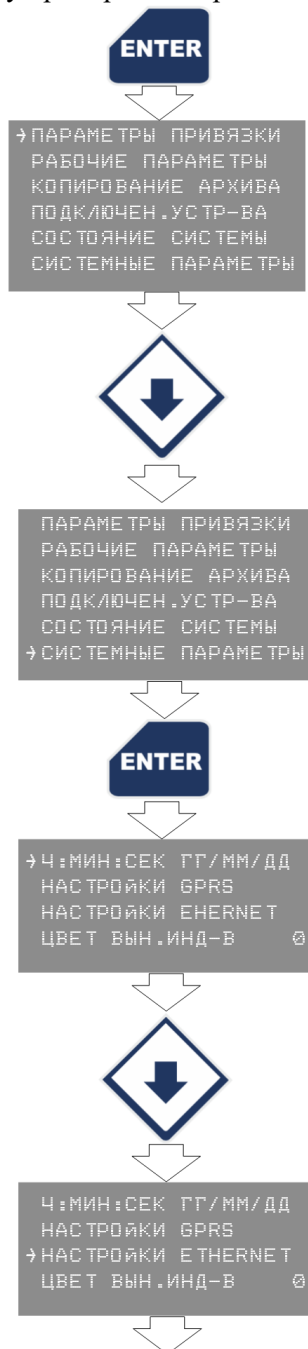 ENTER
→ПАРАМЕТРЫ ПРИВЯЗКИ
РАБОЧИЕ ПАРАМЕТРЫ
КОПИРОВАНИЕ АРХИВА
ПОДКЛЮЧЕН.УСТР-ВА
СОСТОЯНИЕ СИСТЕМЫ
СИСТЕМНЫЕ ПАРАМЕТРЫ
ПАРАМЕТРЫ ПРИВЯЗКИ
РАБОЧИЕ ПАРАМЕТРЫ
КОПИРОВАНИЕ АРХИВА
ПОДКЛЮЧЕН.УСТР-ВА
СОСТОЯНИЕ СИСТЕМЫ
→СИСТЕМНЫЕ ПАРАМЕТРЫ
ENTER
→Ч:МИН:СЕК ГГ/ММ/ДД
НАСТРОЙКИ GPRS
НАСТРОЙКИ EHERNET
ЦВЕТ ВЫН.ИНД-В 0
Ч:МИН:СЕК ГГ/ММ/ДД
НАСТРОЙКИ GPRS
→НАСТРОЙКИ ETHERNET
ЦВЕТ ВЫН.ИНД-В 0